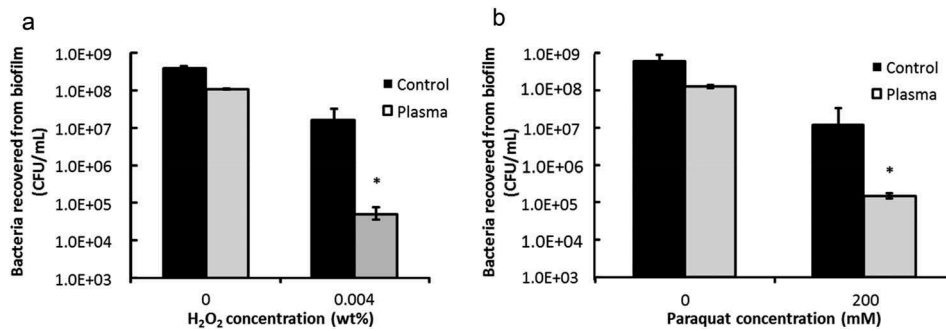 a
Bacteria recovered from biofilm
(CFU/mL)
1.0E+09
1.0E+08
1.0E+07
1.0E+06
1.0E+05
1.0E+04
1.0E+03
Control
Plasma
*
0
0.004
H₂O₂ concentration (wt%)
b
Bacteria recovered from biofilm
(CFU/mL)
1.0E+09
1.0E+08
1.0E+07
1.0E+06
1.0E+05
1.0E+04
1.0E+03
Control
Plasma
*
0
200
Paraquat concentration
(mM)